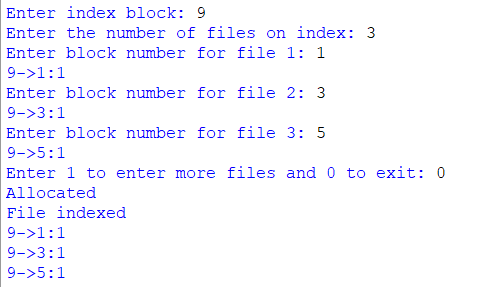 Enter index block: 9
Enter the number of files on index: 3
Enter block number for file 1: 1
9->1:1
Enter block number for file 2: 3
9->3:1
Enter block number for file 3: 5
9->5:1
Enter 1 to enter more files and 0 to exit: 0
Allocated
File indexed
9->1:1
9->3:1
9->5:1